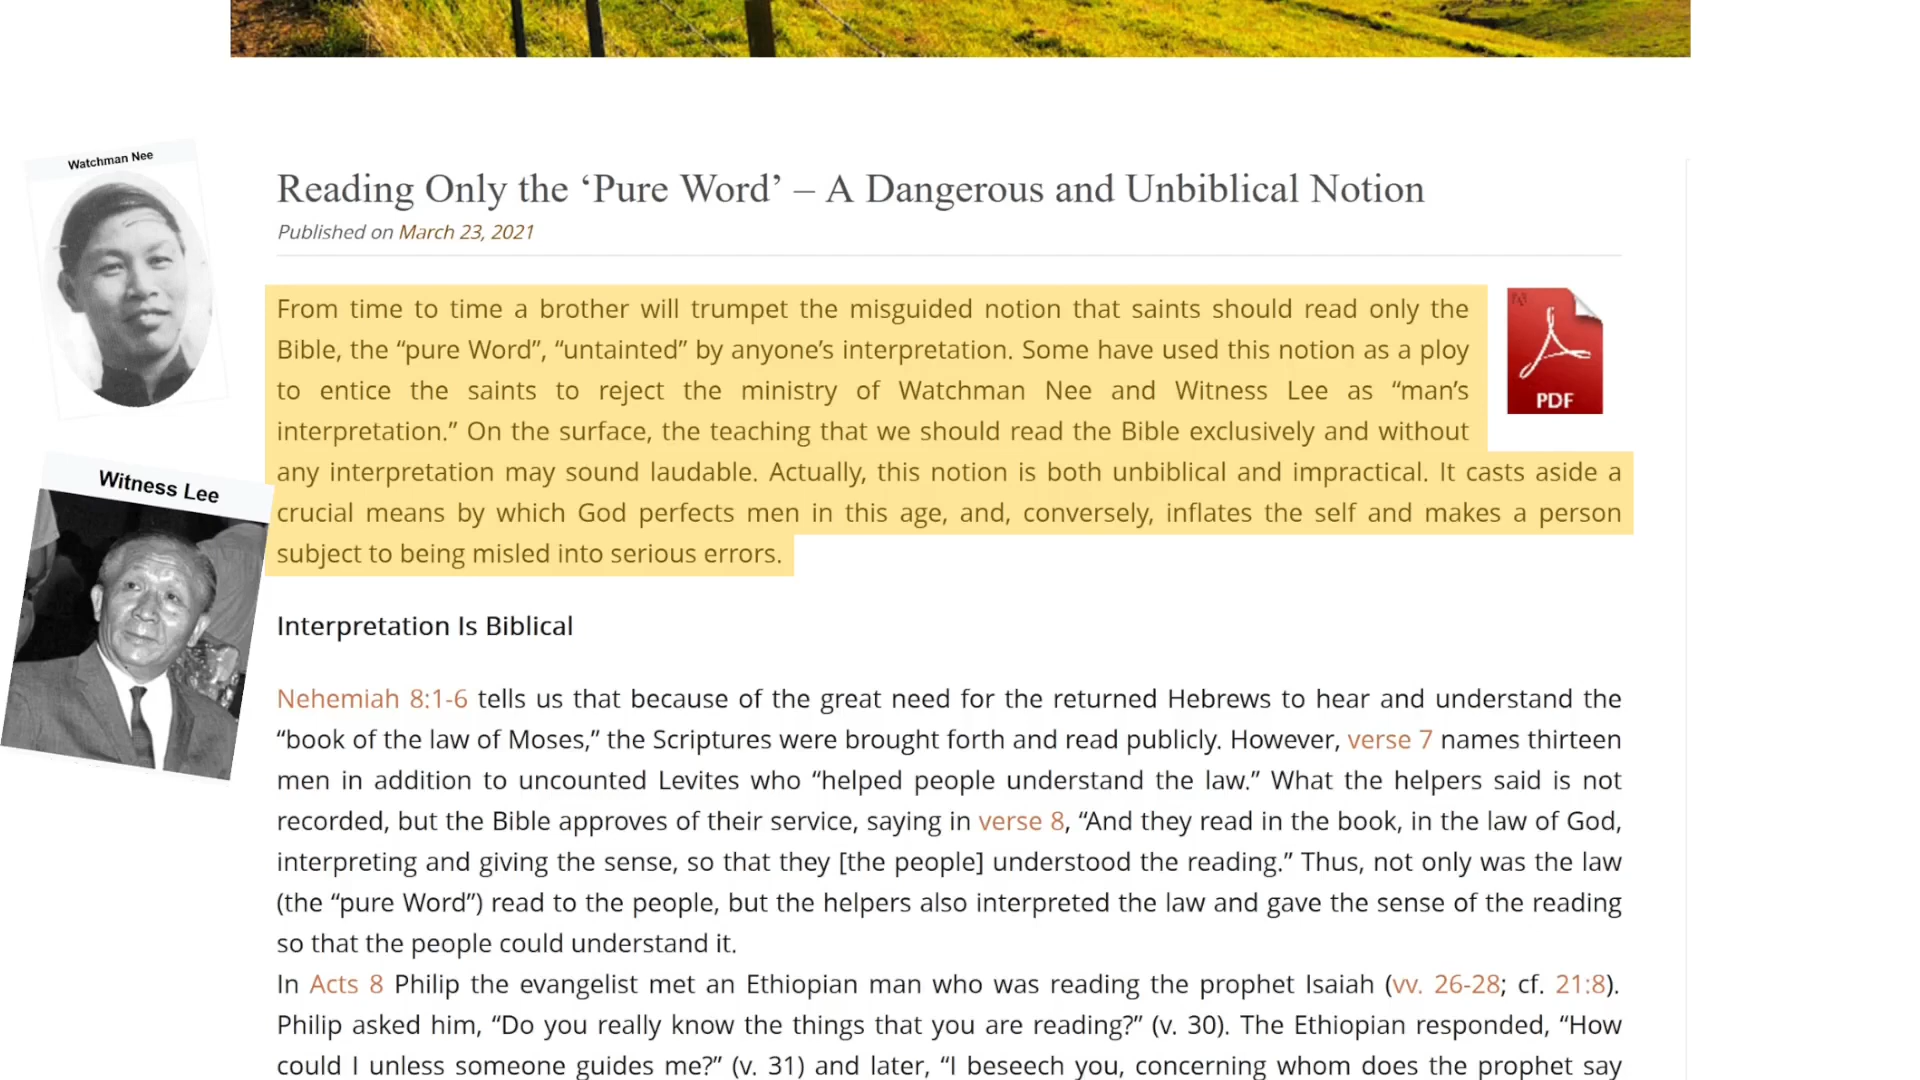 Watchman Nee
Reading Only the ‘Pure Word’ – A Dangerous and Unbiblical Notion
Published on March 23, 2021
From time to time a brother will trumpet the misguided notion that saints should read only the
Bible, the “pure Word”, “untainted” by anyone’s interpretation. Some have used this notion as a ploy
to entice the saints to reject the ministry of Watchman Nee and Witness Lee as “man’s
interpretation.” On the surface, the teaching that we should read the Bible exclusively and without
any interpretation may sound laudable. Actually, this notion is both unbiblical and impractical. It casts aside a
crucial means by which God perfects men in this age, and, conversely, inflates the self and makes a person
subject to being misled into serious errors.
PDF
Witness Lee
Interpretation Is Biblical
Nehemiah 8:1-6 tells us that because of the great need for the returned Hebrews to hear and understand the
“book of the law of Moses,” the Scriptures were brought forth and read publicly. However, verse 7 names thirteen
men in addition to uncounted Levites who “helped people understand the law.” What the helpers said is not
recorded, but the Bible approves of their service, saying in verse 8, “And they read in the book, in the law of God,
interpreting and giving the sense, so that they [the people] understood the reading.” Thus, not only was the law
(the “pure Word”) read to the people, but the helpers also interpreted the law and gave the sense of the reading
so that the people could understand it.
In Acts 8 Philip the evangelist met an Ethiopian man who was reading the prophet Isaiah (vv. 26-28; cf. 21:8).
Philip asked him, “Do you really know the things that you are reading?” (v. 30). The Ethiopian responded, “How
could I unless someone guides me?” (v. 31) and later, “I beseech you, concerning whom does the prophet say